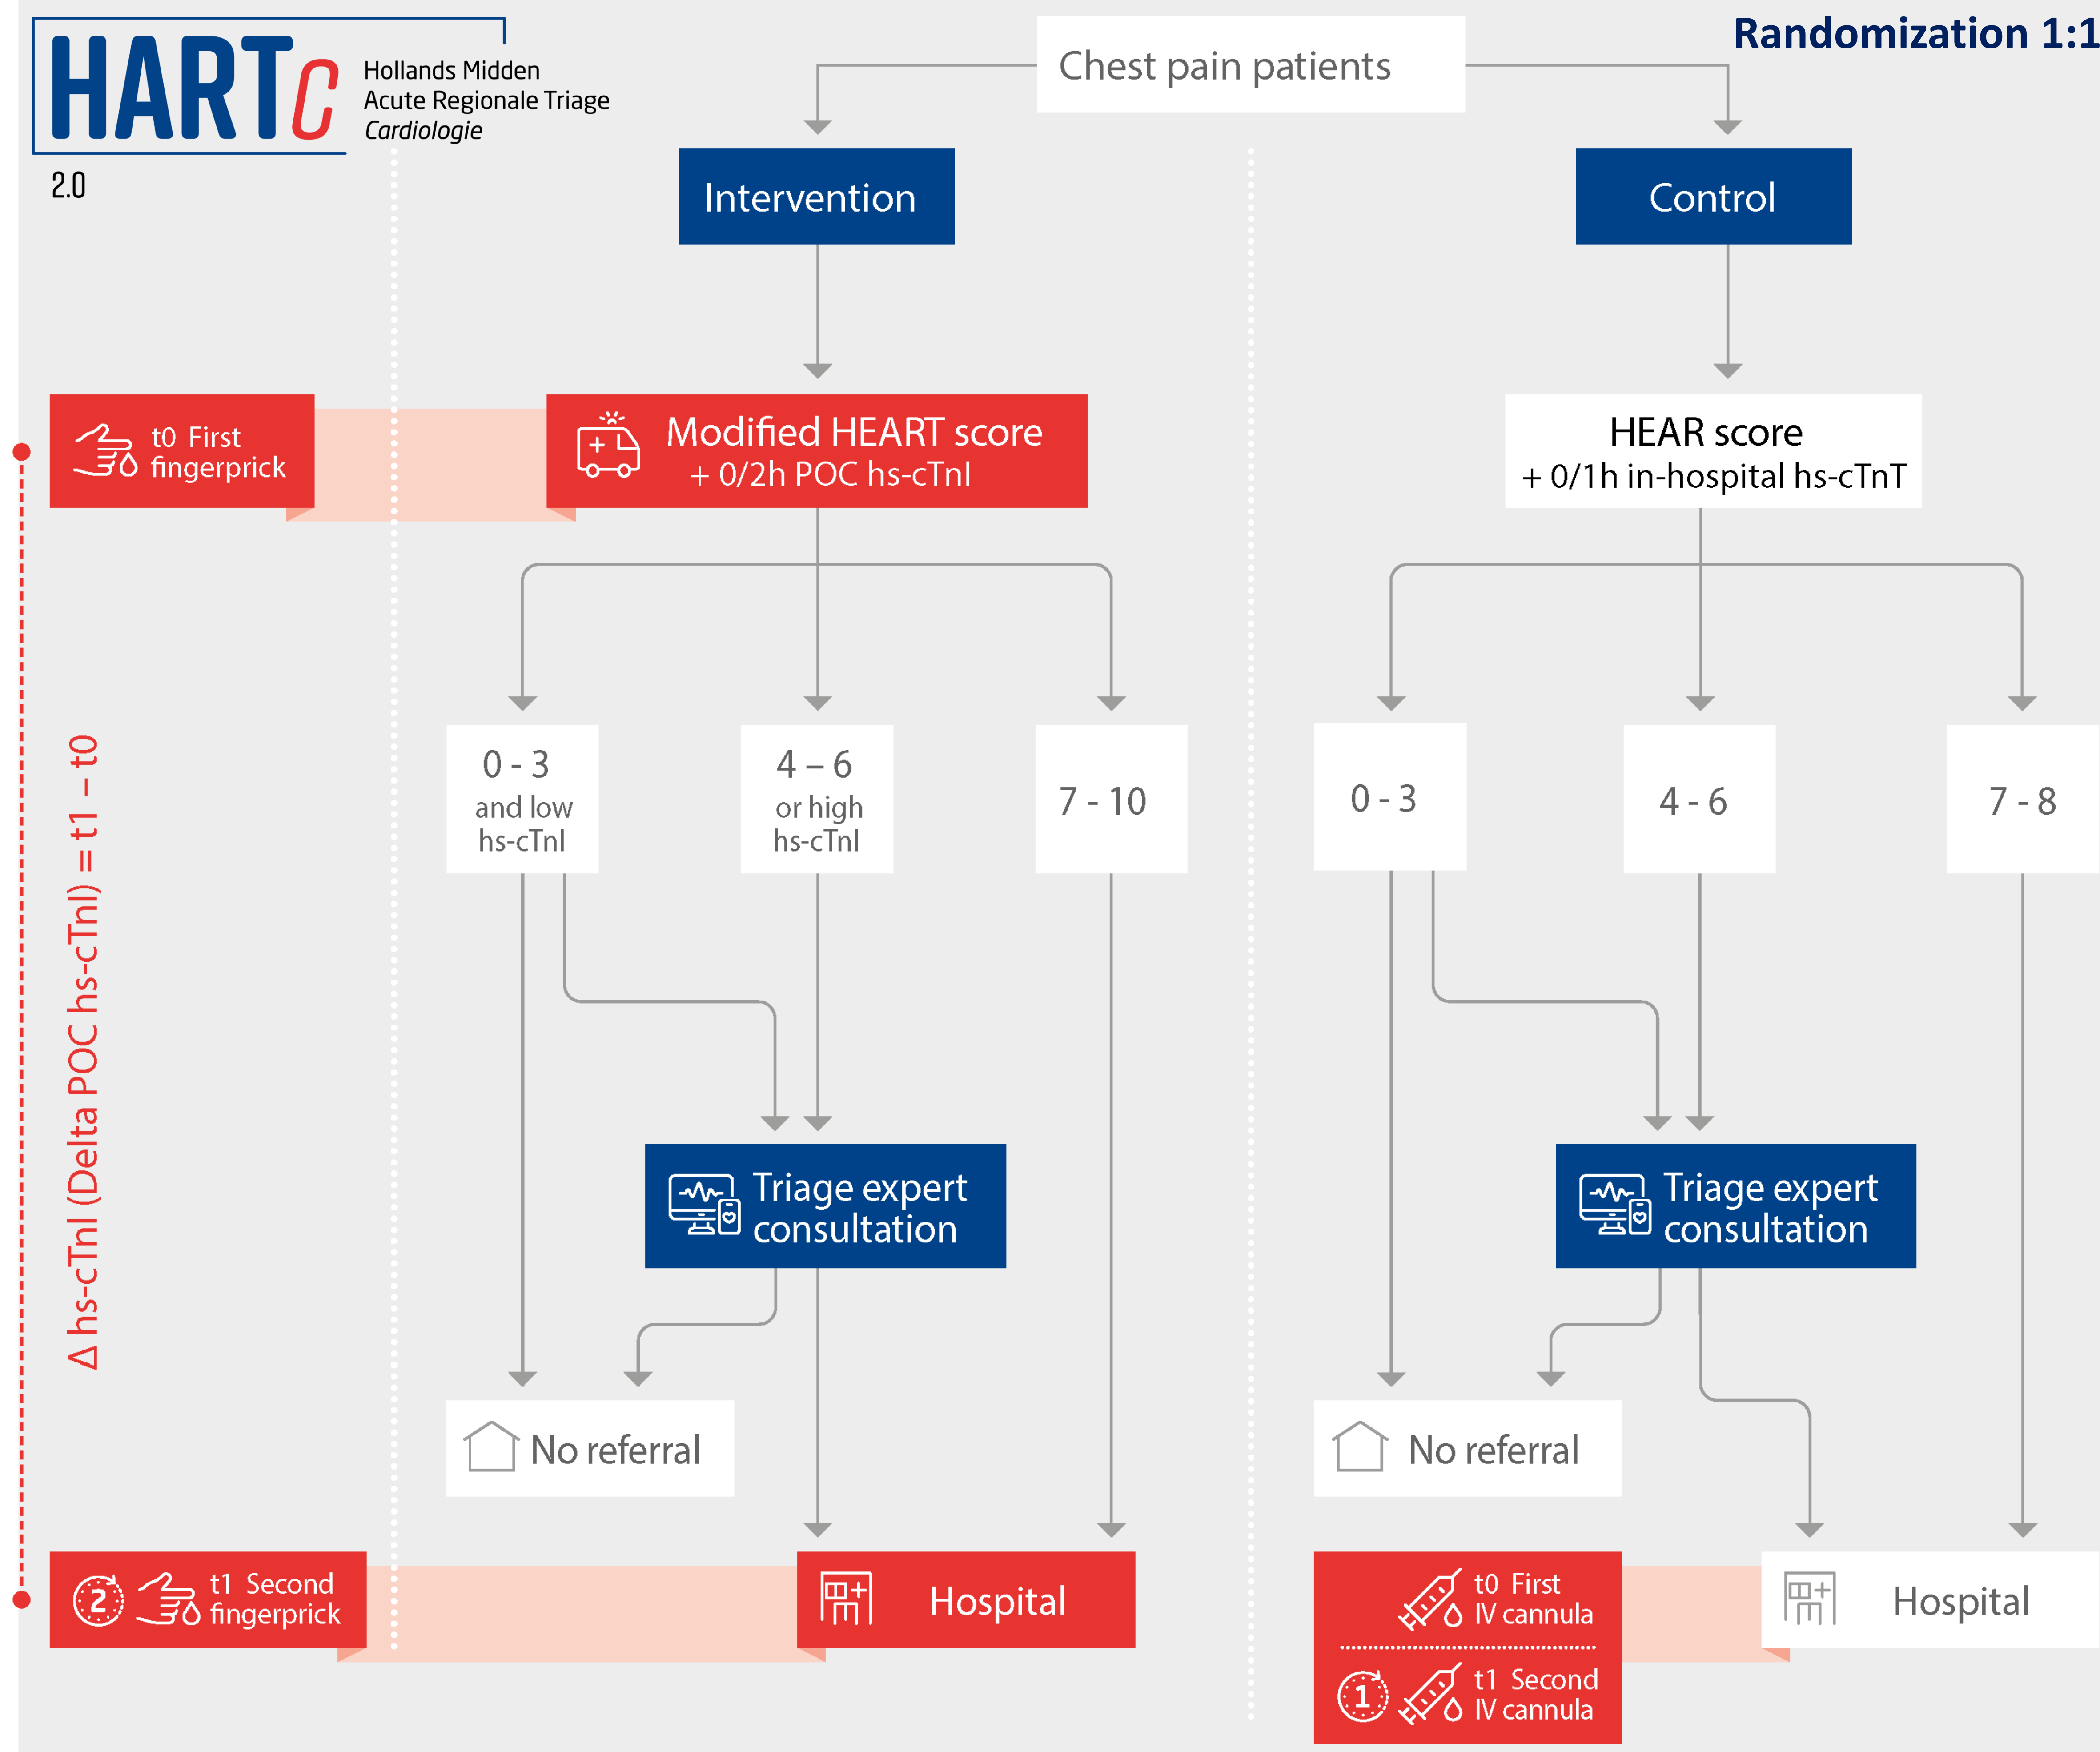 HARTc
Hollands Midden
Acute Regionale Triage
Cardiologie
2.0
Randomization 1:1
Chest pain patients
Intervention
Control
t0 First
fingerprick
Modified HEART score
+ 0/2h POC hs-cTnI
HEAR score
+ 0/1h in-hospital hs-cTnT
0 - 3
and low
hs-cTnI
4 – 6
or high
hs-cTnI
7 - 10
0 - 3
4 - 6
7 - 8
Δ hs-cTnI (Delta POC hs-cTnI) = t1 – t0
Triage expert
consultation
Triage expert
consultation
No referral
No referral
2
t1 Second
fingerprick
Hospital
t0 First
IV cannula
1
t1 Second
IV cannula
Hospital